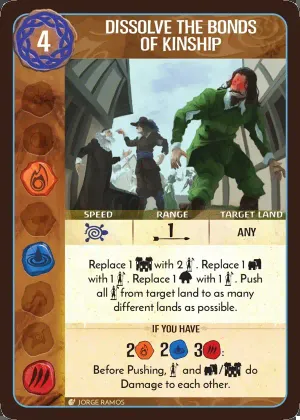 4
DISSOLVE THE BONDS
OF KINSHIP
SPEED RANGE TARGET LAND
1 ANY
Replace 1 with 2 . Replace 1
with 1 . Replace 1 with 1 . Push
all from target land to as many
different lands as possible.
IF YOU HAVE
2 2 3 :
Before Pushing, and / do
Damage to each other.
JORGE RAMOS